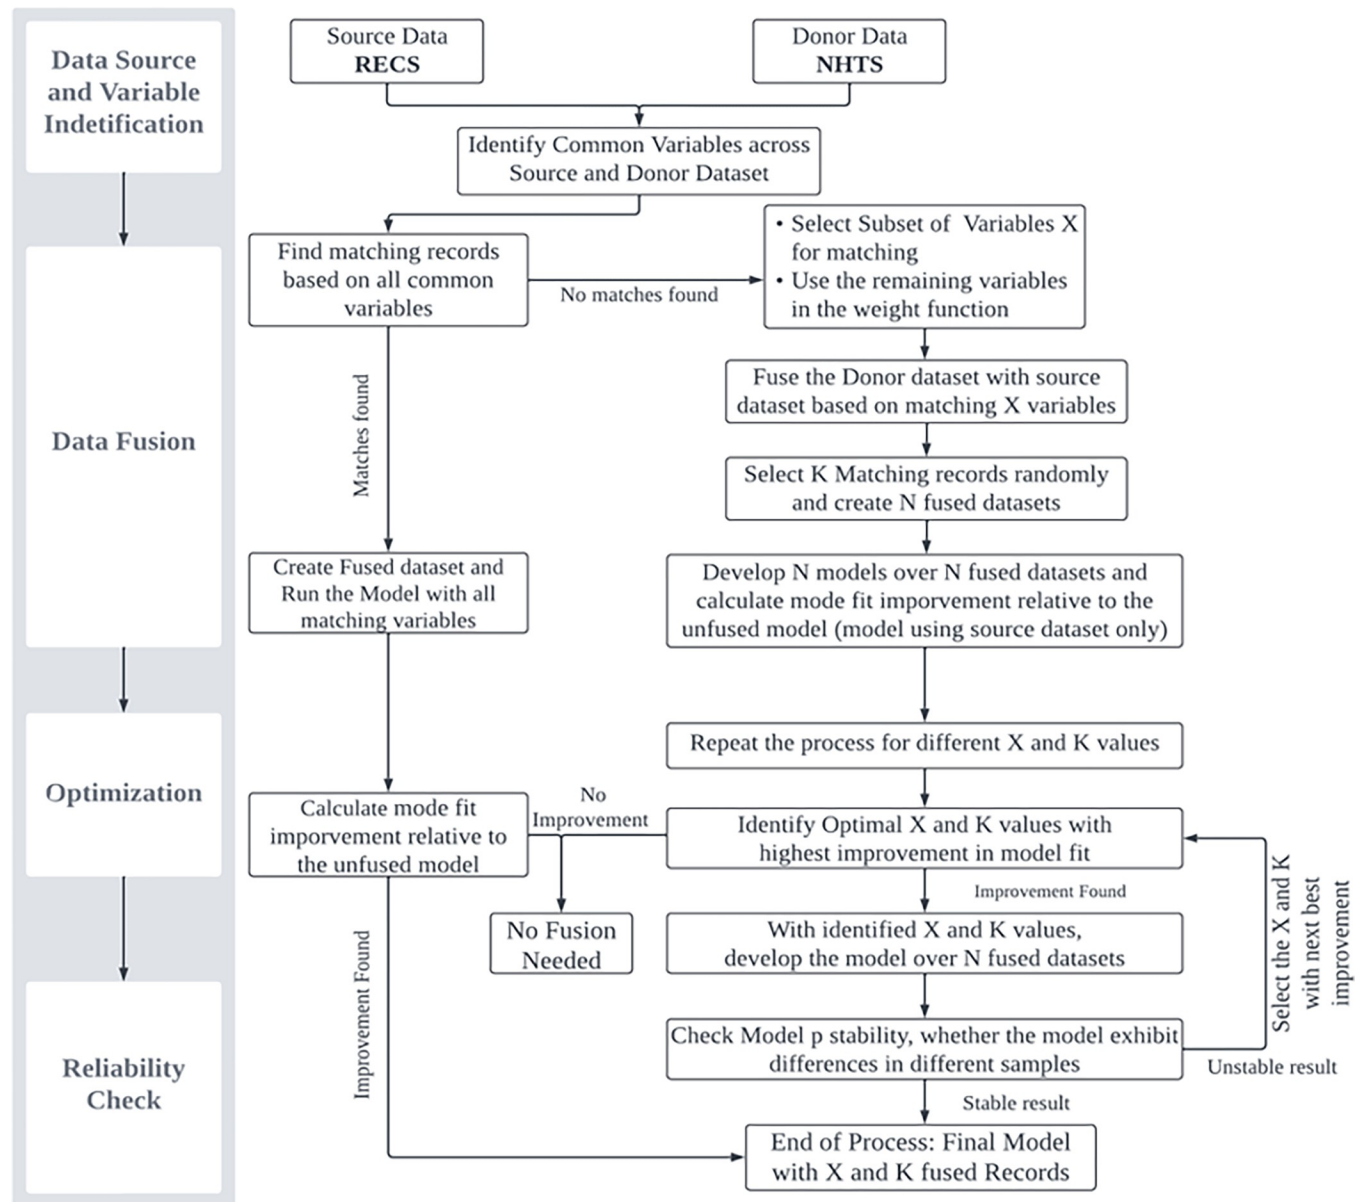 Data Source
and Variable
Indetification
Data Fusion
Optimization
Reliability
Check
Source Data
RECS
Donor Data
NHTS
Identify Common Variables across
Source and Donor Dataset
Find matching records
based on all common
variables
No matches found
• Select Subset of Variables X
for matching
• Use the remaining variables
in the weight function
Fuse the Donor dataset with source
dataset based on matching X variables
Select K Matching records randomly
and create N fused datasets
Matches found
Create Fused dataset and
Run the Model with all
matching variables
Develop N models over N fused datasets and
calculate mode fit imporvement relative to the
unfused model (model using source dataset only)
Repeat the process for different X and K values
Calculate mode fit
imporvement relative to
the unfused model
No
Improvement
Identify Optimal X and K values with
highest improvement in model fit
Improvement Found
No Fusion
Needed
With identified X and K values,
develop the model over N fused datasets
Select the X and K
with next best
improvement
Improvement Found
Check Model p stability, whether the model exhibit
differences in different samples
Unstable result
Stable result
End of Process: Final Model
with X and K fused Records